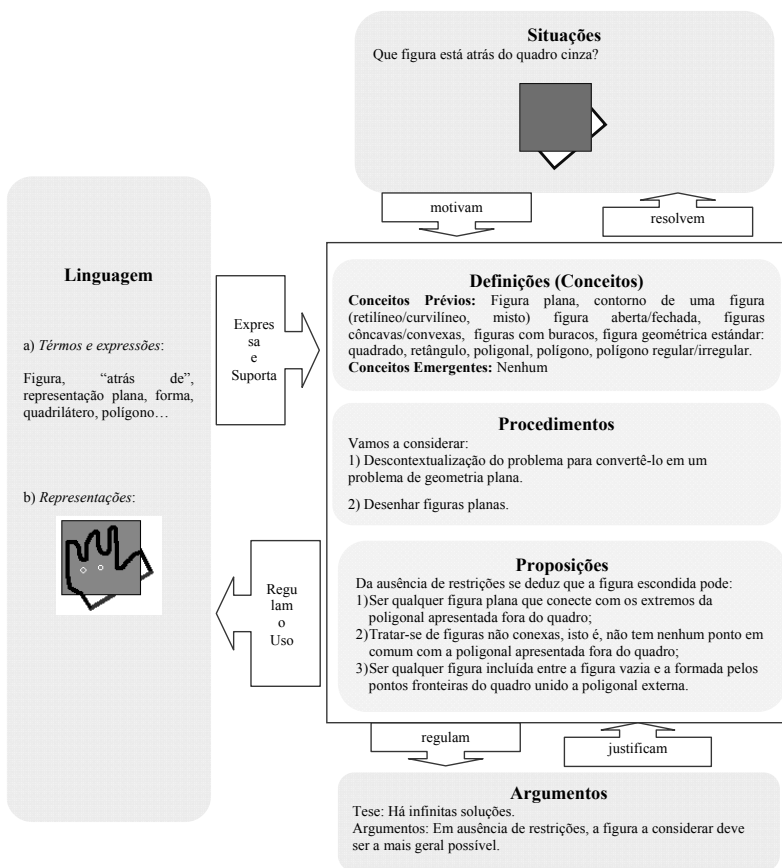 Situações
Que figura está atrás do quadro cinza?
motivam
resolvem
Linguagem
a) Térmos e expressões:
Figura, “atrás de”,
representação plana, forma,
quadrilátero, polígono…
b) Representações:
Expres
sa
e
Suporta
Regu
lam
o
Uso
Definições (Conceitos)
Conceitos Prévios: Figura plana, contorno de uma figura
(retilíneo/curvilíneo, misto) figura aberta/fechada, figuras
côncavas/convexas, figuras com buracos, figura geométrica estándar:
quadrado, retângulo, poligonal, polígono, polígono regular/irregular.
Conceitos Emergentes: Nenhum
Procedimentos
Vamos a considerar:
1) Descontextualização do problema para convertê-lo em um
problema de geometria plana.
2) Desenhar figuras planas.
Proposições
Da ausência de restrições se deduz que a figura escondida pode:
1)Ser qualquer figura plana que conecte com os extremos da
poligonal apresentada fora do quadro;
2)Tratar-se de figuras não conexas, isto é, não tem nenhum ponto em
comum com a poligonal apresentada fora do quadro;
3)Ser qualquer figura incluída entre a figura vazia e a formada pelos
pontos fronteiras do quadro unido a poligonal externa.
regulam
justificam
Argumentos
Tese: Há infinitas soluções.
Argumentos: Em ausência de restrições, a figura a considerar deve
ser a mais geral possível.